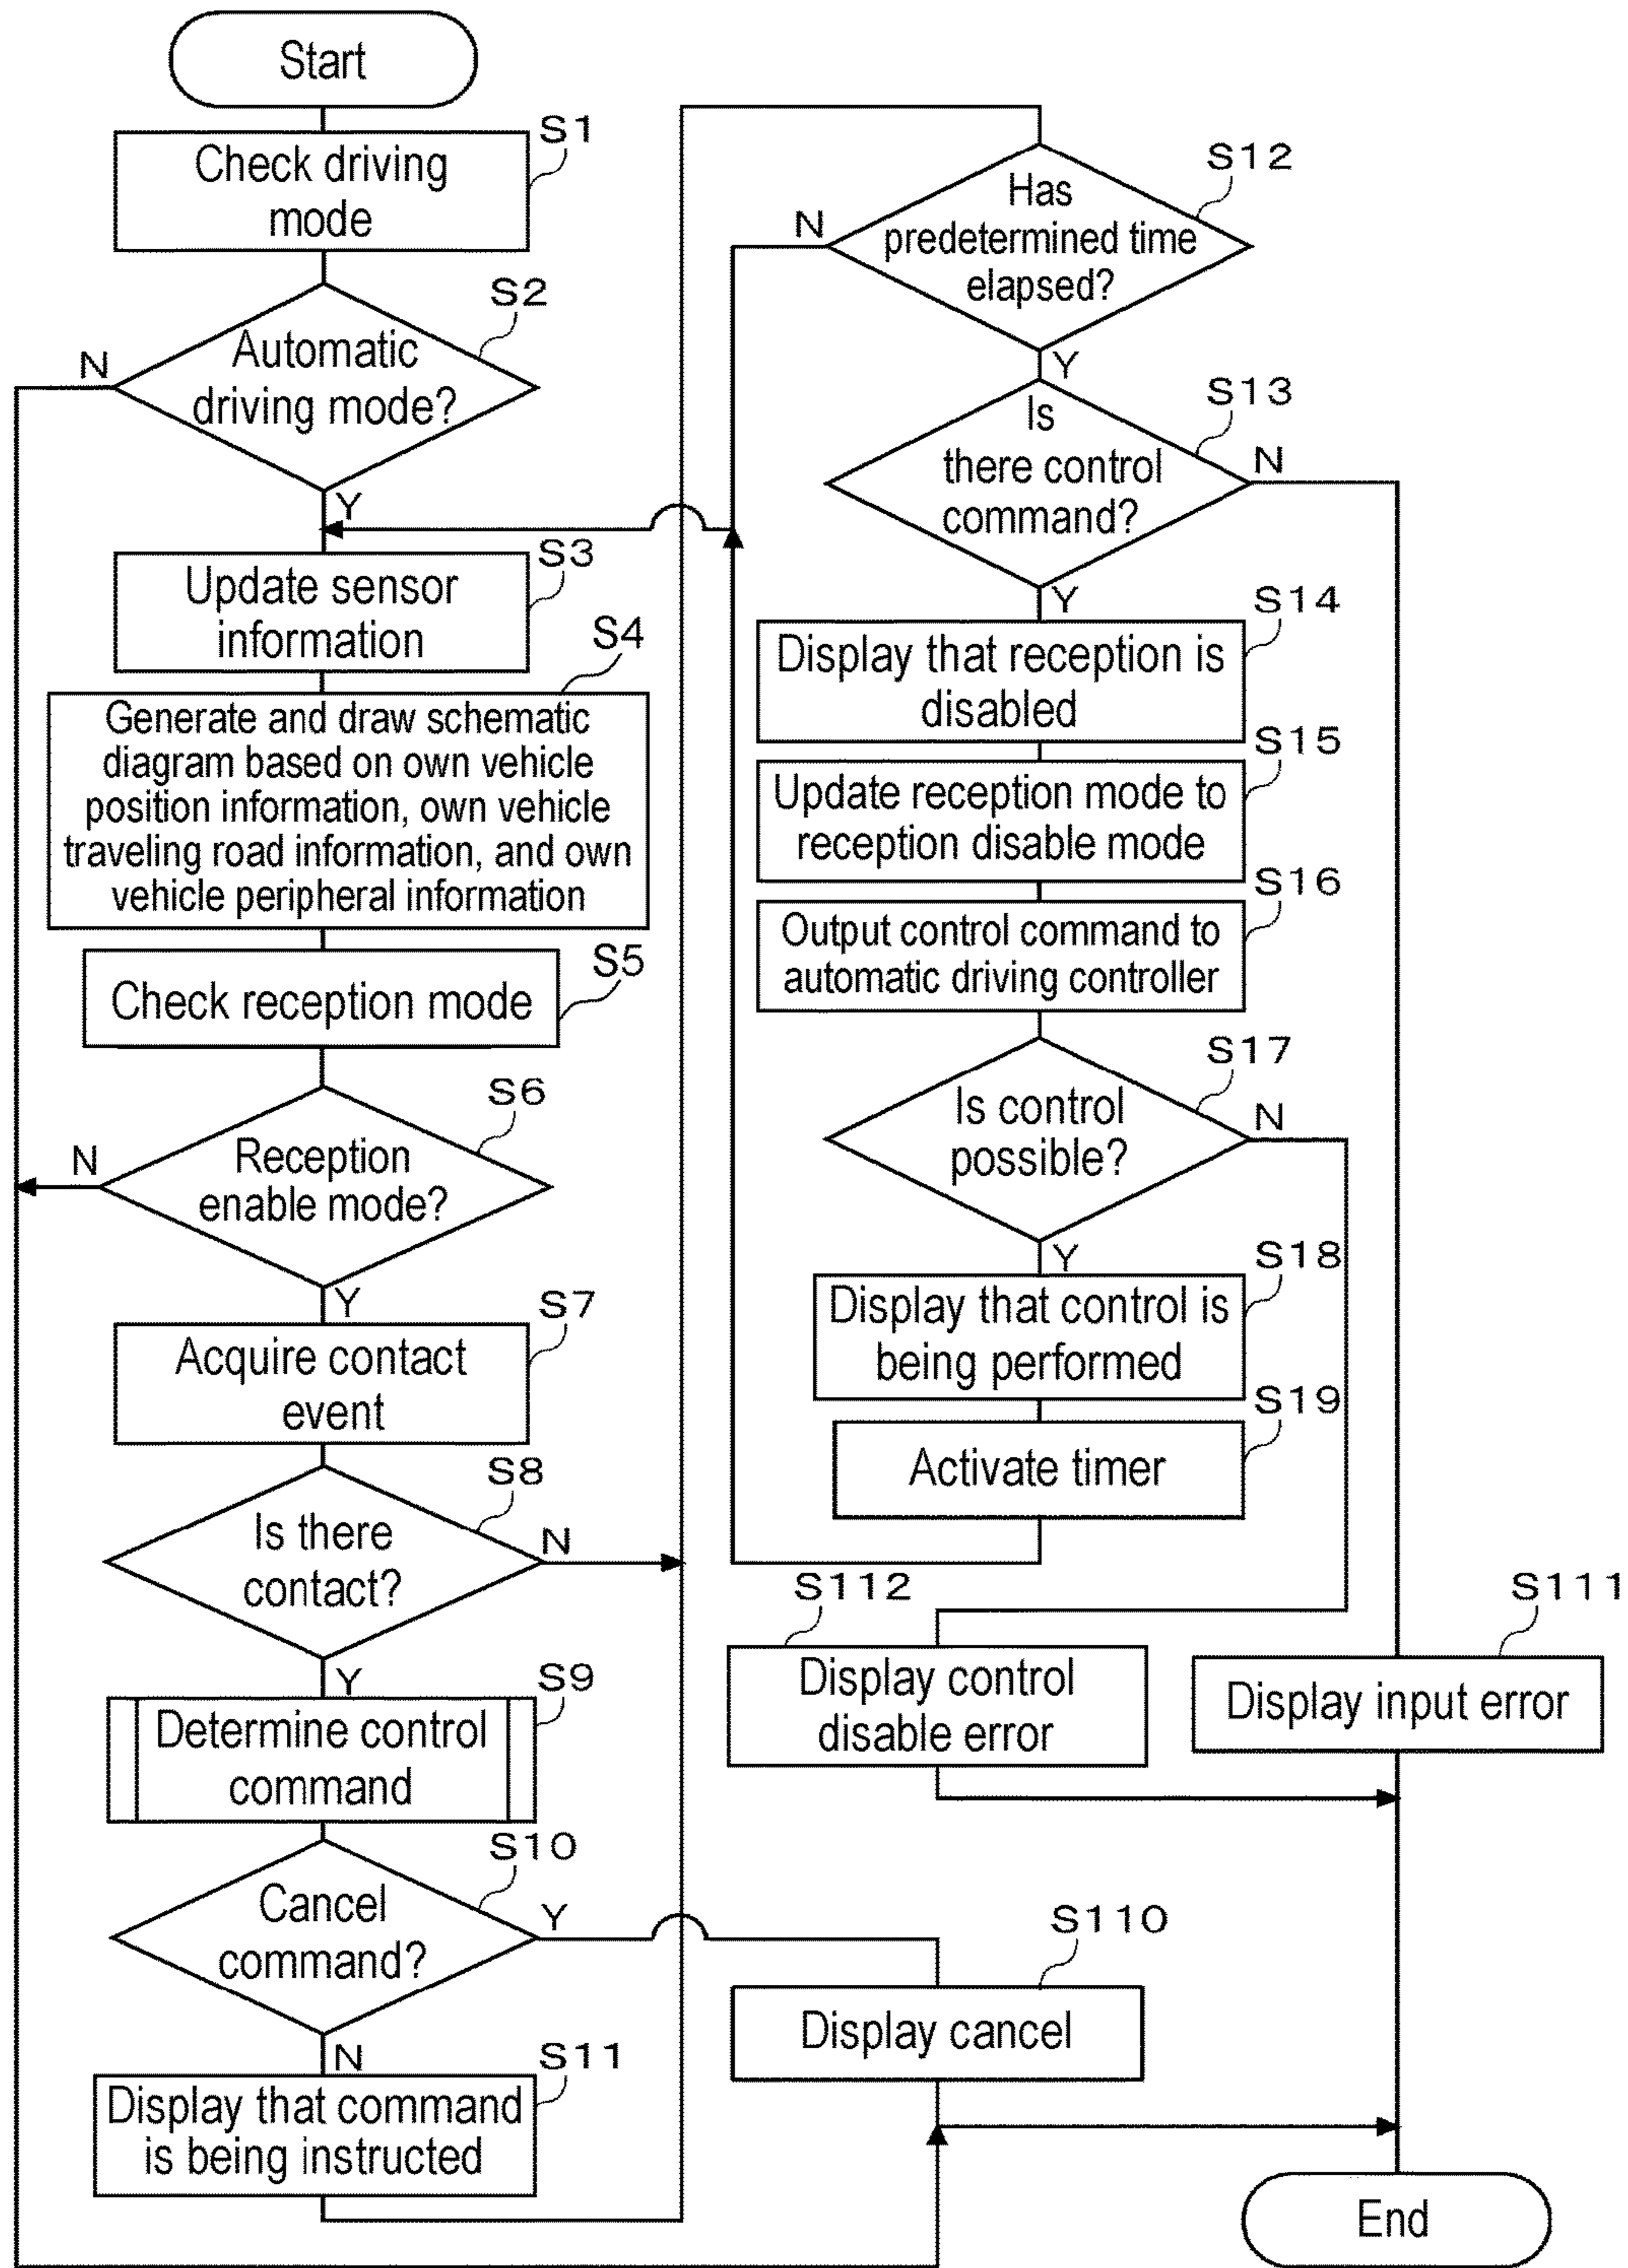 Start
S1
Check driving
mode
S2
Automatic
driving mode?
N
Y
S3
Update sensor
information
S4
Generate and draw schematic
diagram based on own vehicle
position information, own vehicle
traveling road information, and own
vehicle peripheral information
S5
Check reception mode
S6
Reception
enable mode?
N
Y
S7
Acquire contact
event
S8
Is there
contact?
N
Y
S9
Determine control
command
S10
Cancel
command?
Y
N
S11
Display that command
is being instructed
S12
Has
predetermined time
elapsed?
N
Y
S13
Is
there control
command?
N
Y
S14
Display that reception is
disabled
S15
Update reception mode to
reception disable mode
S16
Output control command to
automatic driving controller
S17
Is control
possible?
N
Y
S18
Display that control is
being performed
S19
Activate timer
S112
Display control
disable error
S111
Display input error
S110
Display cancel
End